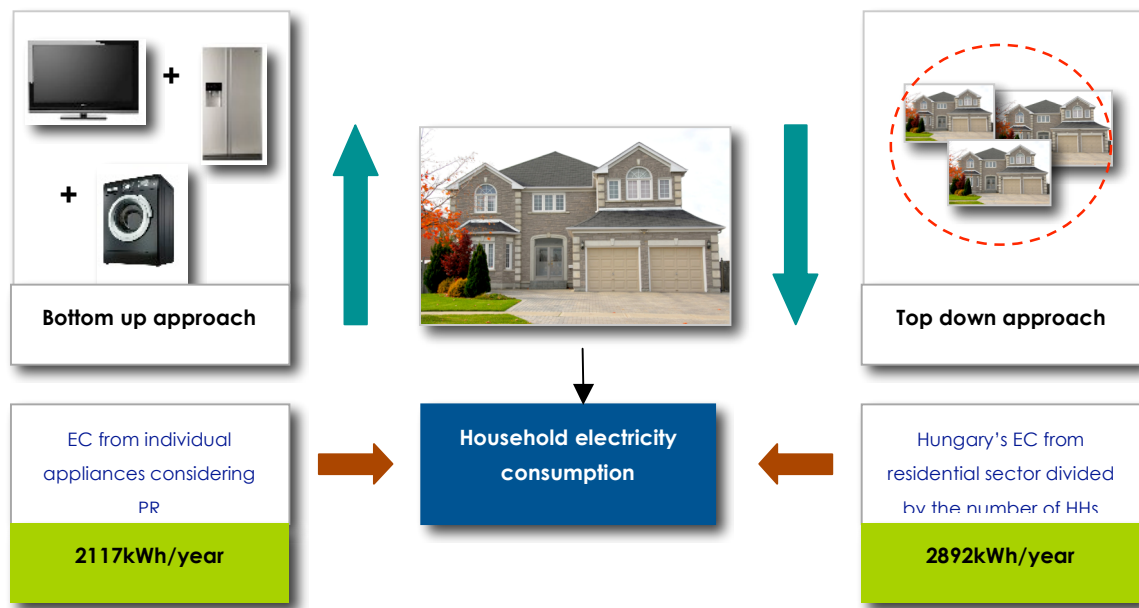 +
+
Bottom up approach
Top down approach
EC from individual
appliances considering
PR
2117kWh/year
Household electricity
consumption
Hungary's EC from
residential sector divided
by the number of HHs
2892kWh/year